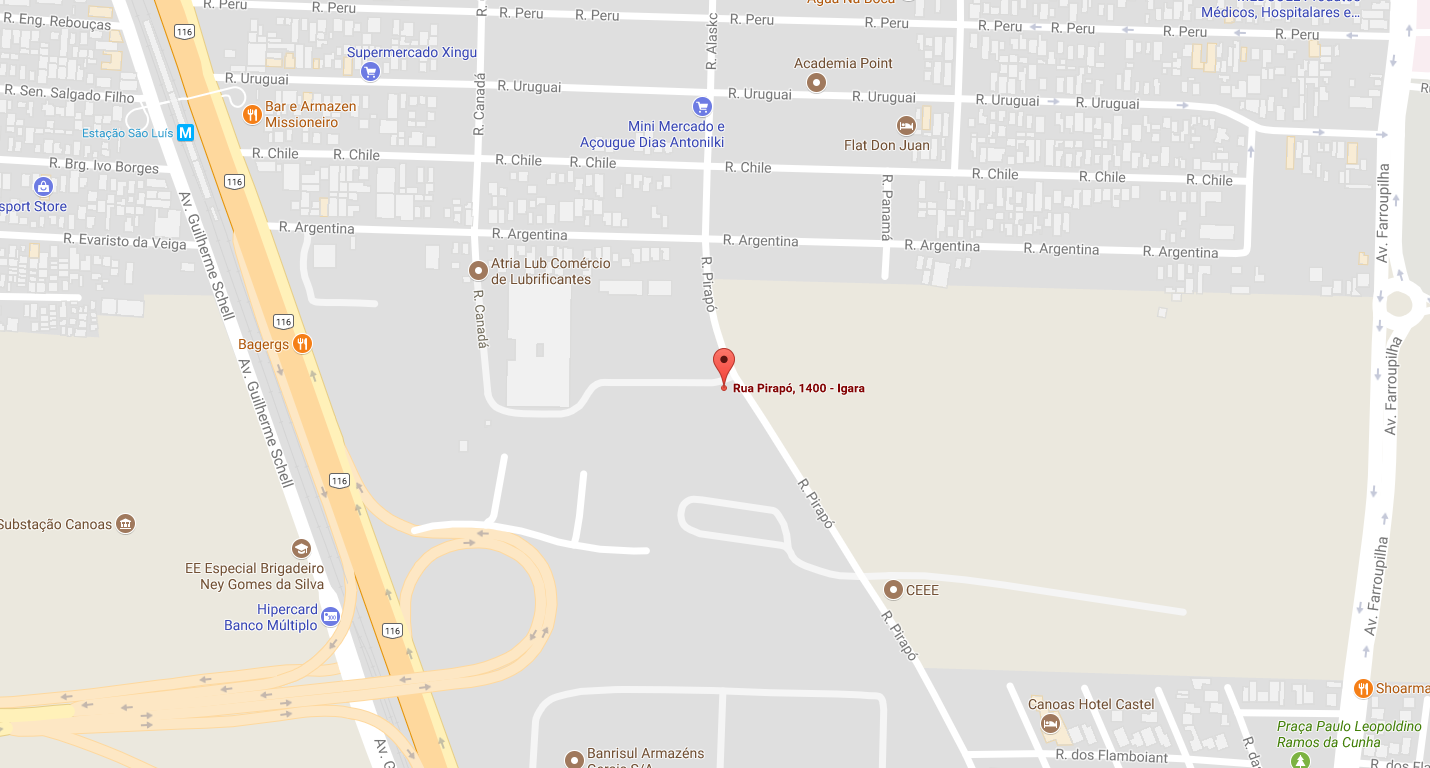 R. Peru
R. Peru
R. Peru
R. Peru
R. Peru
R. Peru
R. Peru
R. Peru
R. Peru
Médicos, Hospitalares e...
R. Eng. Rebouças
116
Supermercado Xingu
R. Alasko
Academia Point
R. Uruguai
R. Uruguai
R. Uruguai
R. Uruguai
R. Uruguai
R. Uruguai
R. Uruguai
R. Sen. Salgado Filho
Bar e Armazen
Missioneiro
R. Canadá
Mini Mercado e
Açougue Dias Antonilki
Flat Don Juan
Estação São Luís
M
R. Chile
R. Chile
R. Chile
R. Chile
R. Chile
R. Chile
R. Chile
R. Chile
R. Brg. Ivo Borges
116
sport Store
R. Panamá
Av. Farroupilha
R. Evaristo da Veiga
Av. Guilherme Schell
R. Argentina
R. Argentina
R. Argentina
R. Argentina
R. Argentina
R. Argentina
Atria Lub Comércio
de Lubrificantes
R. Canadá
R. Pirapó
116
Bagergs
Av. Guilherme Schell
Rua Pirapó, 1400 - Igara
Av. Farroupilha
116
R. Pirapó
Substação Canoas
EE Especial Brigadeiro
Ney Gomes da Silva
Hipercard
Banco Múltiplo
116
CEEE
R. Pirapó
Av. Farroupilha
Shoarma
Canoas Hotel Castel
Praça Paulo Leopoldino
Ramos da Cunha
R. dos Flamboiant
Banrisul Armazéns